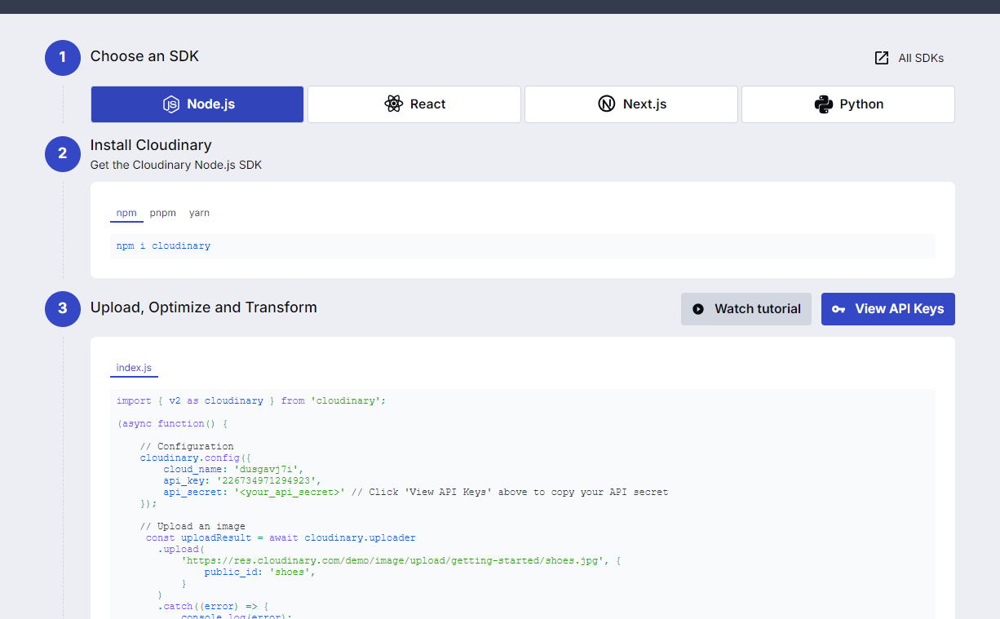 1 Choose an SDK All SDKs
JS Node.js React Next.js Python
2 Install Cloudinary
Get the Cloudinary Node.js SDK
npm pnpm yarn
npm i cloudinary
3 Upload, Optimize and Transform Watch tutorial View API Keys
index.js
import { v2 as cloudinary } from 'cloudinary';
(async function() {
// Configuration
cloudinary.config({
cloud_name: 'dusgavj7i',
api_key: '226734971294923',
api_secret: '<your_api_secret>' // Click 'View API Keys' above to copy your API secret
});
// Upload an image
const uploadResult = await cloudinary.uploader
.upload(
'https://res.cloudinary.com/demo/image/upload/getting-started/shoes.jpg', {
public_id: 'shoes',
}
)
.catch((error) => {
console.log(error);